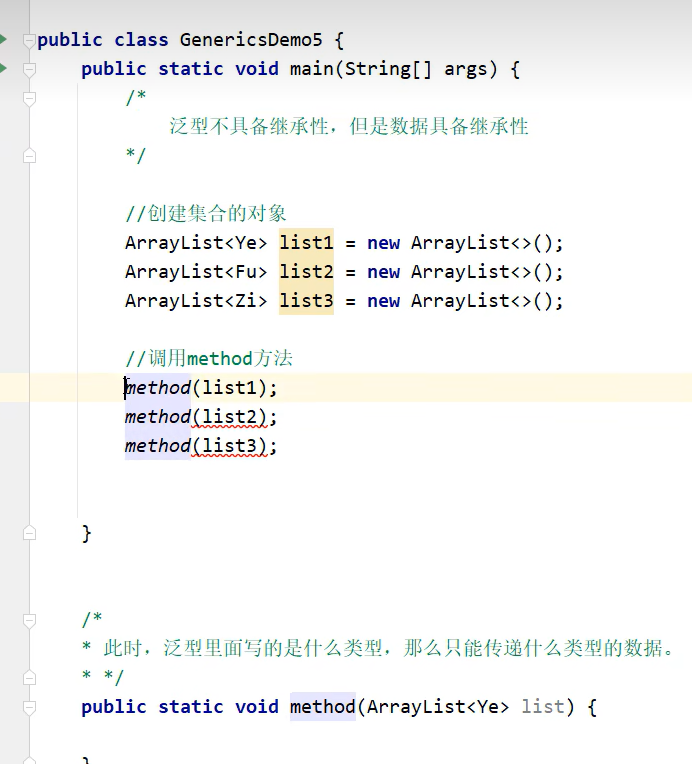 public class GenericsDemo5 {
public static void main(String[] args) {
/*
泛型不具备继承性，但是数据具备继承性
*/
//创建集合的对象
ArrayList<Ye> list1 = new ArrayList<>();
ArrayList<Fu> list2 = new ArrayList<>();
ArrayList<Zi> list3 = new ArrayList<>();
//调用method方法
method(list1);
method(list2);
method(list3);
}
/*
* 此时，泛型里面写的是什么类型，那么只能传递什么类型的数据。
* */
public static void method(ArrayList<Ye> list) {
}